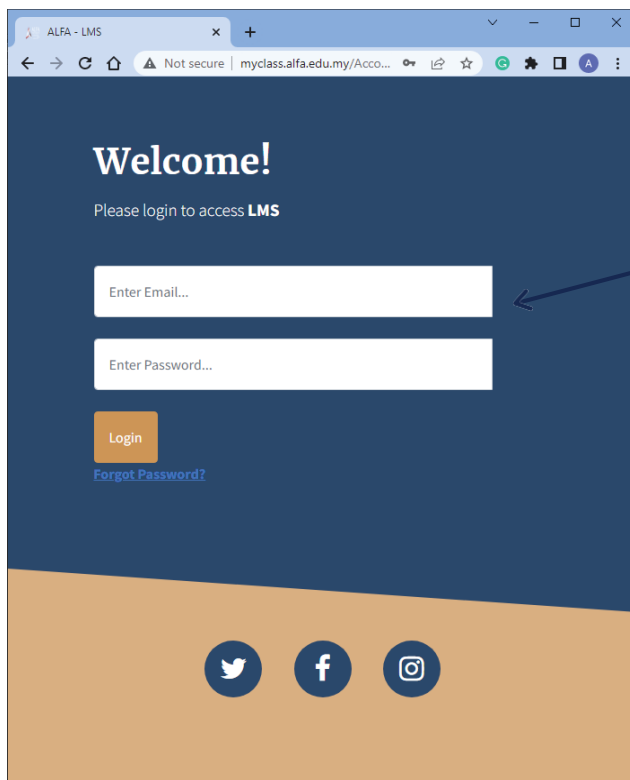 ALFA - LMS
Not secure | myclass.alfa.edu.my/Acco...
A
Welcome!
Please login to access LMS
Enter Email...
Enter Password...
Login
Forgot Password?